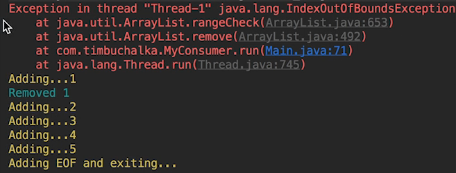 Exception in thread "Thread-1" java.lang.IndexOutOfBoundsException
at java.util.ArrayList.rangeCheck(ArrayList.java:653)
at java.util.ArrayList.remove(ArrayList.java:492)
at com.timbuchalka.MyConsumer.run(Main.java:71)
at java.lang.Thread.run(Thread.java:745)
Adding...1
Removed 1
Adding...2
Adding...3
Adding...4
Adding...5
Adding EOF and exiting...